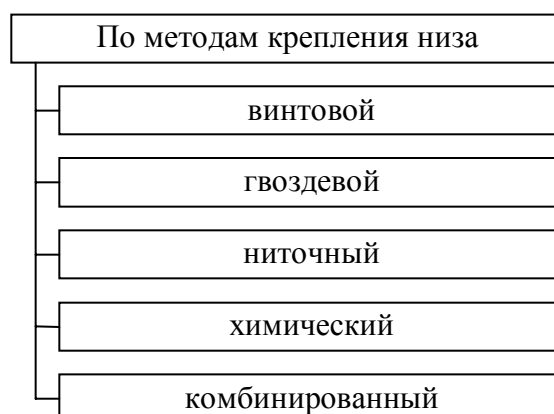 По методам крепления низа
винтовой
гвоздевой
ниточный
химический
комбинированный